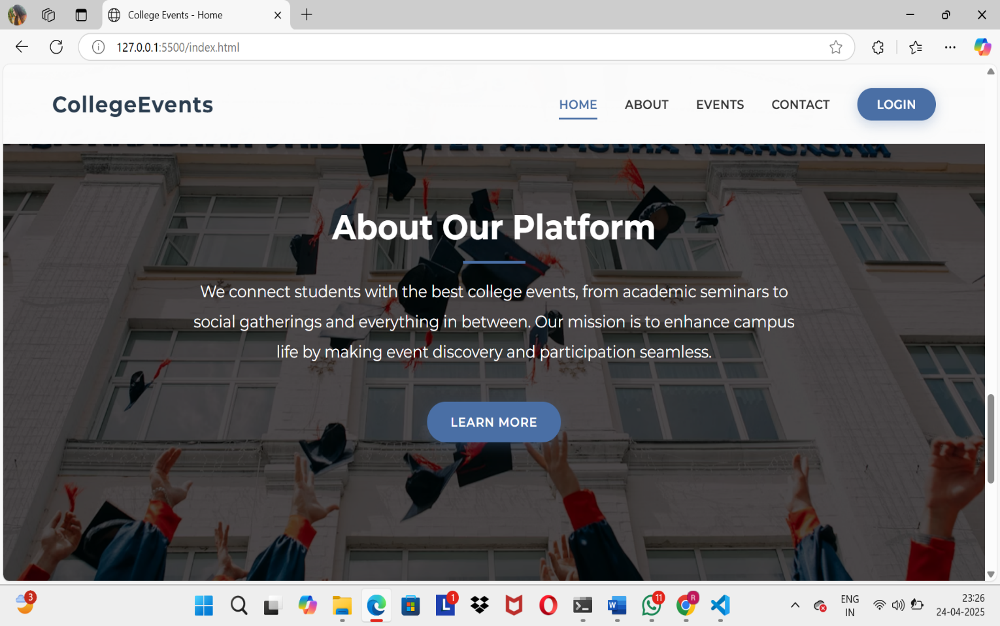 College Events - Home
127.0.0.1:5500/index.html
CollegeEvents
HOME
ABOUT
EVENTS
CONTACT
LOGIN
About Our Platform
We connect students with the best college events, from academic seminars to
social gatherings and everything in between. Our mission is to enhance campus
life by making event discovery and participation seamless.
LEARN MORE
3
L
1
W
11
R
ENG
IN
23:26
24-04-2025